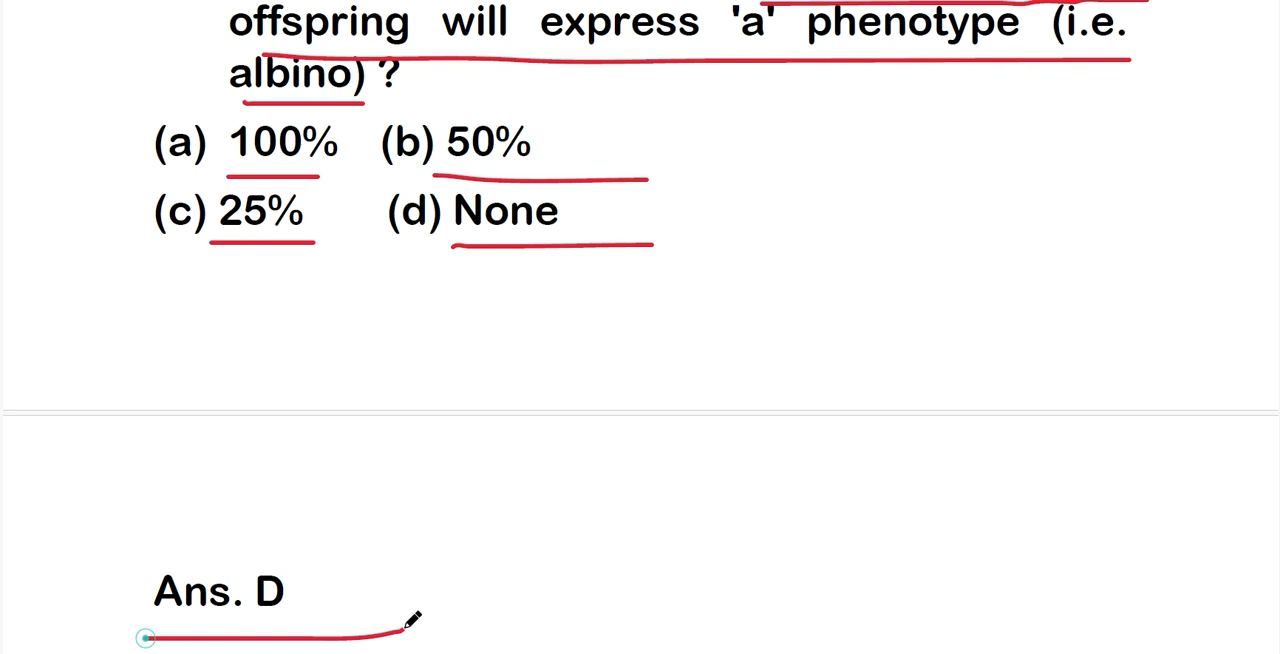 offspring will express 'a' phenotype (i.e.
albino) ?
(a) 100% (b) 50%
(c) 25% (d) None
Ans. D